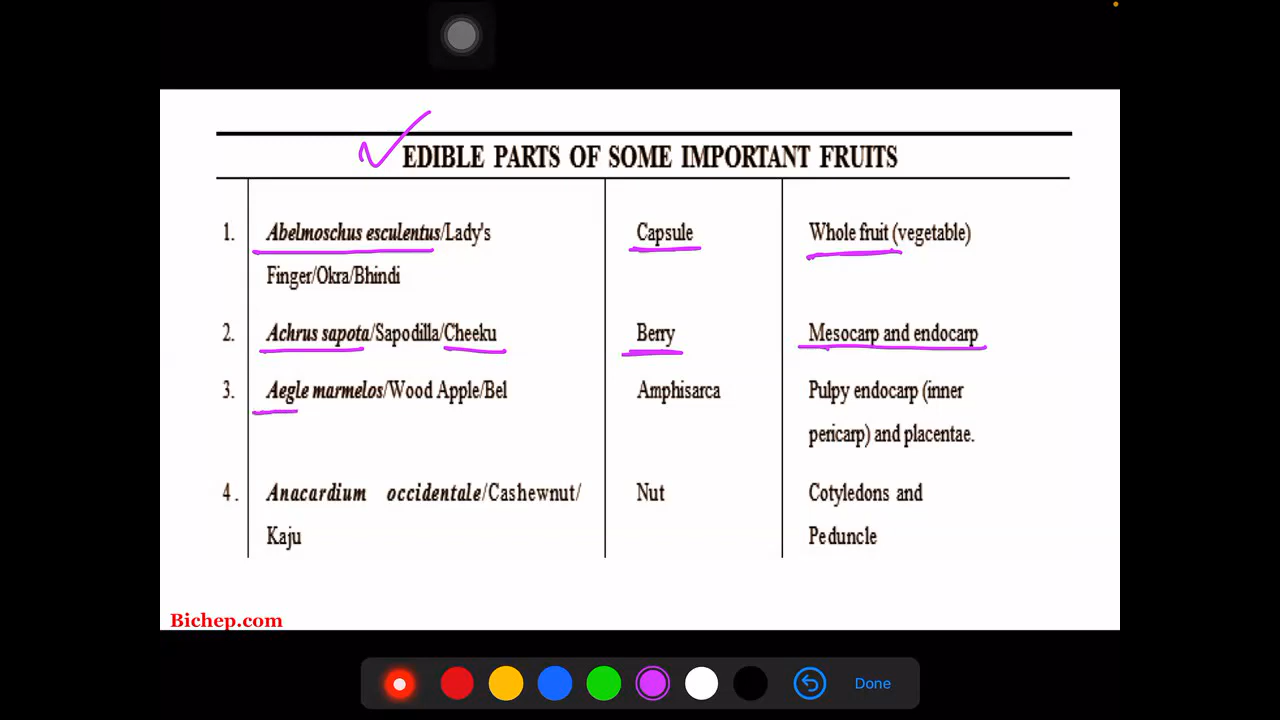 EDIBLE PARTS OF SOME IMPORTANT FRUITS
1. Abelmoschus esculentus/Lady's Capsule Whole fruit (vegetable)
Finger/Okra/Bhindi
2. Achrus sapota/Sapodilla/Cheeku Berry Mesocarp and endocarp
3. Aegle marmelos/Wood Apple/Bel Amphisarca Pulpy endocarp (inner
pericarp) and placentae.
4. Anacardium occidentale/Cashewnut/ Nut Cotyledons and
Kaju Peduncle
Bichep.com
Done